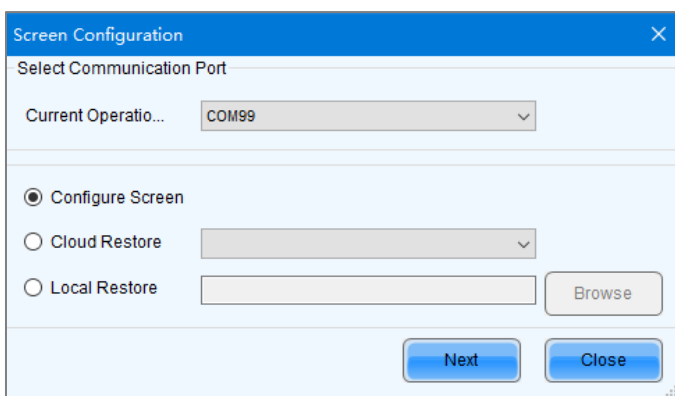 Screen Configuration
Select Communication Port
Current Operatio... COM99
Configure Screen
Cloud Restore
Local Restore Browse
Next Close